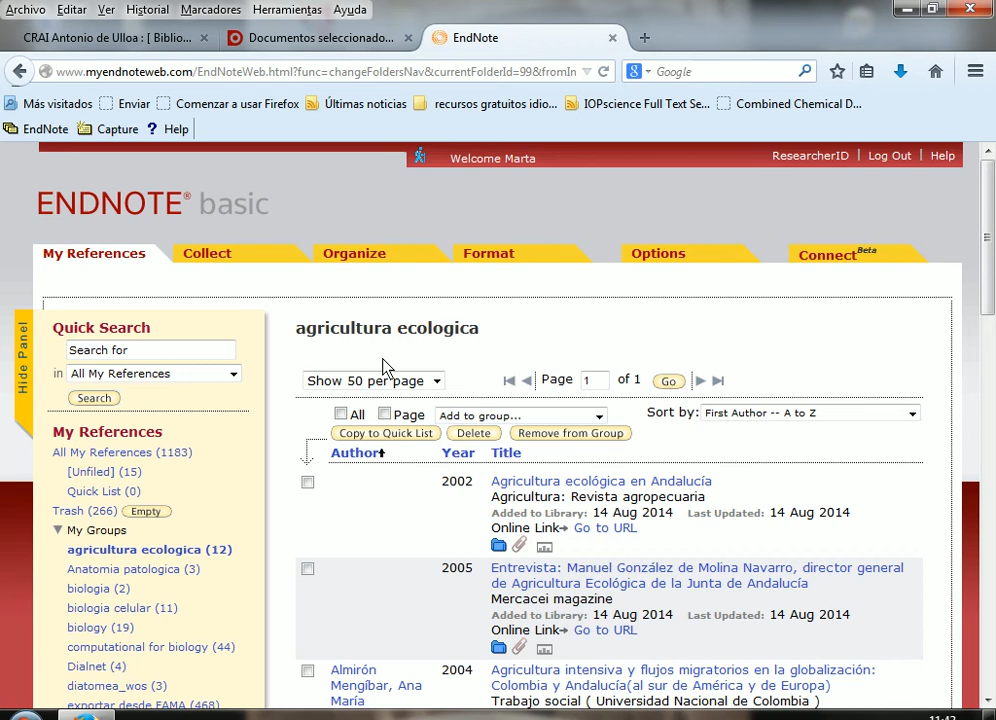 Archivo Editar Ver Historial Marcadores Herramientas Ayuda
CRAI Antonio de Ulloa : [ Biblio... × Documentos seleccionado... × EndNote × +
www.myendnoteweb.com/EndNoteWeb.html?func=changeFoldersNav&currentFolderId=99&fromIn Google
Más visitados Enviar Comenzar a usar Firefox Últimas noticias recursos gratuitos idio... IOPscience Full Text Se... Combined Chemical D...
EndNote Capture ? Help
Welcome Marta ResearcherID | Log Out | Help
ENDNOTE® basic
My References Collect Organize Format Options Connect Beta
Hide Panel
Quick Search
Search for
in All My References
Search
My References
All My References (1183)
[Unfiled] (15)
Quick List (0)
Trash (266) Empty
My Groups
agricultura ecologica (12)
Anatomia patologica (3)
biologia (2)
biologia celular (11)
biology (19)
computational for biology (44)
Dialnet (4)
diatomea_wos (3)
exportar desde FAMA (468)
agricultura ecologica
Show 50 per page Page 1 of 1 Go
All Page Add to group... Sort by: First Author -- A to Z
Copy to Quick List Delete Remove from Group
Author Year Title
2002 Agricultura ecológica en Andalucía
Agricultura: Revista agropecuaria
Added to Library: 14 Aug 2014 Last Updated: 14 Aug 2014
Online Link→ Go to URL
2005 Entrevista: Manuel González de Molina Navarro, director general
de Agricultura Ecológica de la Junta de Andalucía
Mercacei magazine
Added to Library: 14 Aug 2014 Last Updated: 14 Aug 2014
Online Link→ Go to URL
Almirón 2004 Agricultura intensiva y flujos migratorios en la globalización:
Mengíbar, Ana Colombia y Andalucía(al sur de América y de Europa)
María Trabajo social ( Universidad Nacional de Colombia )